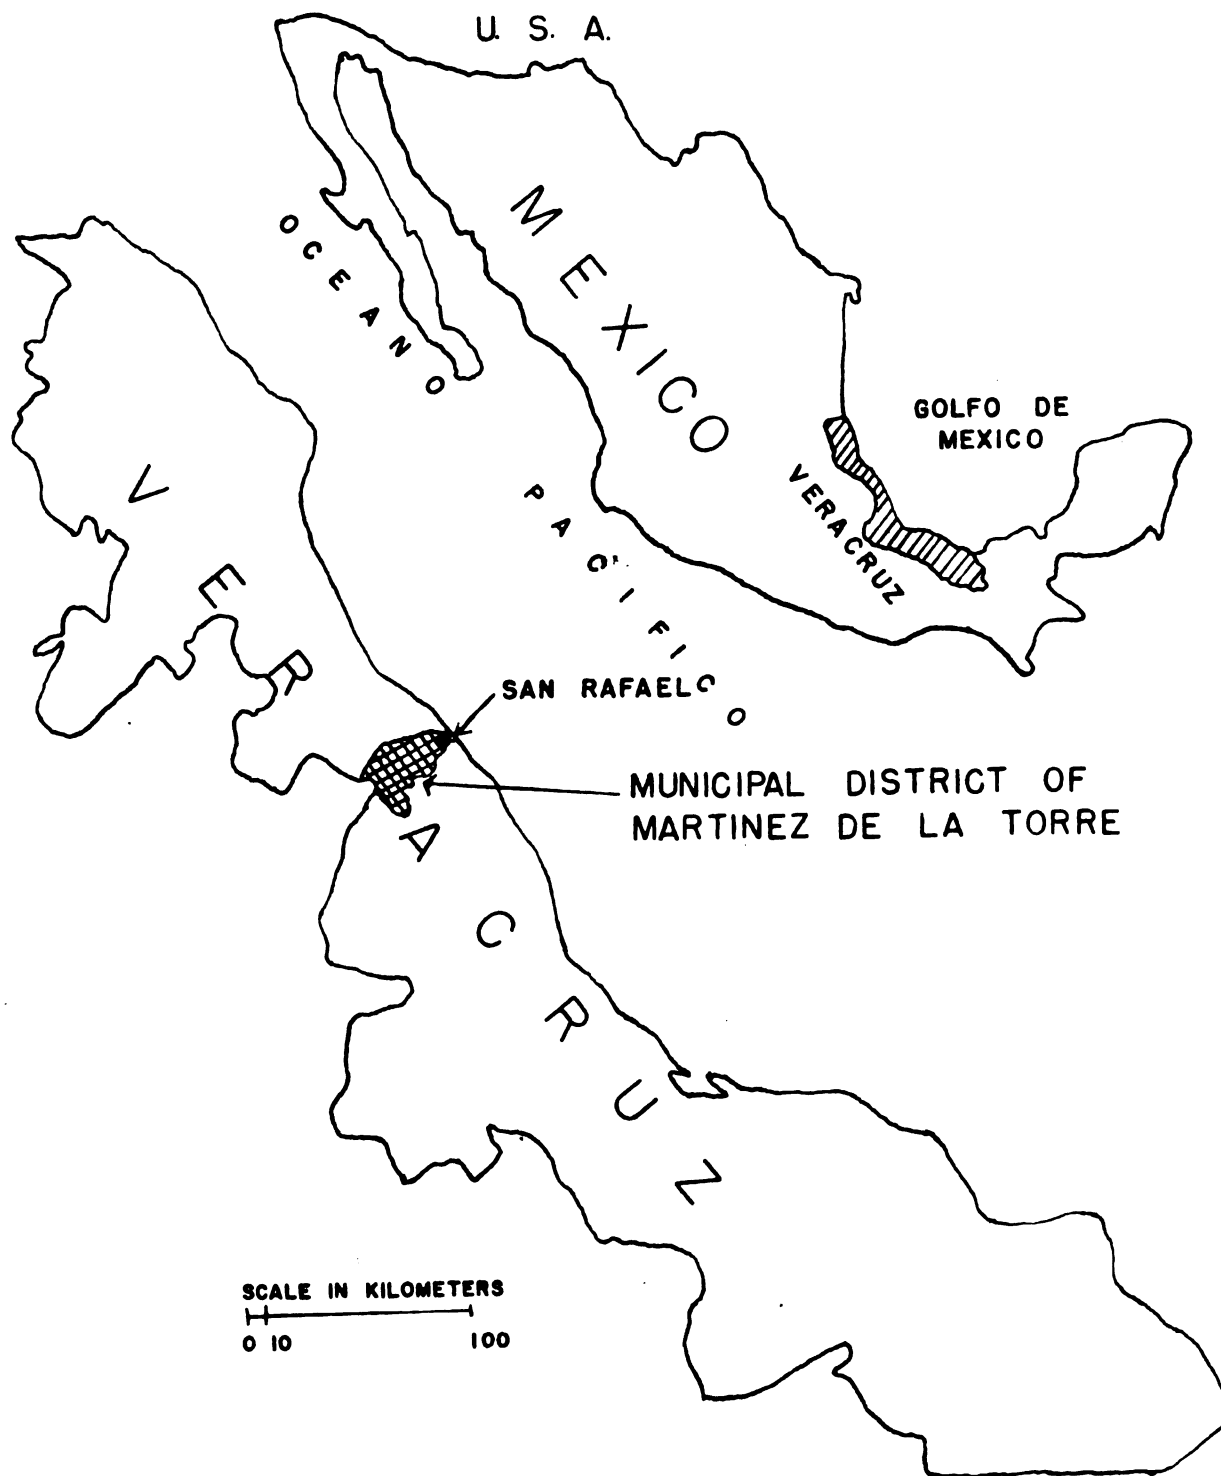 U. S. A.
MEXICO
OCEANO
PACIFICO
GOLFO DE
MEXICO
VERACRUZ
SAN RAFAEL
MUNICIPAL DISTRICT OF
MARTINEZ DE LA TORRE
VERACRUZ
SCALE IN KILOMETERS
0 10 100